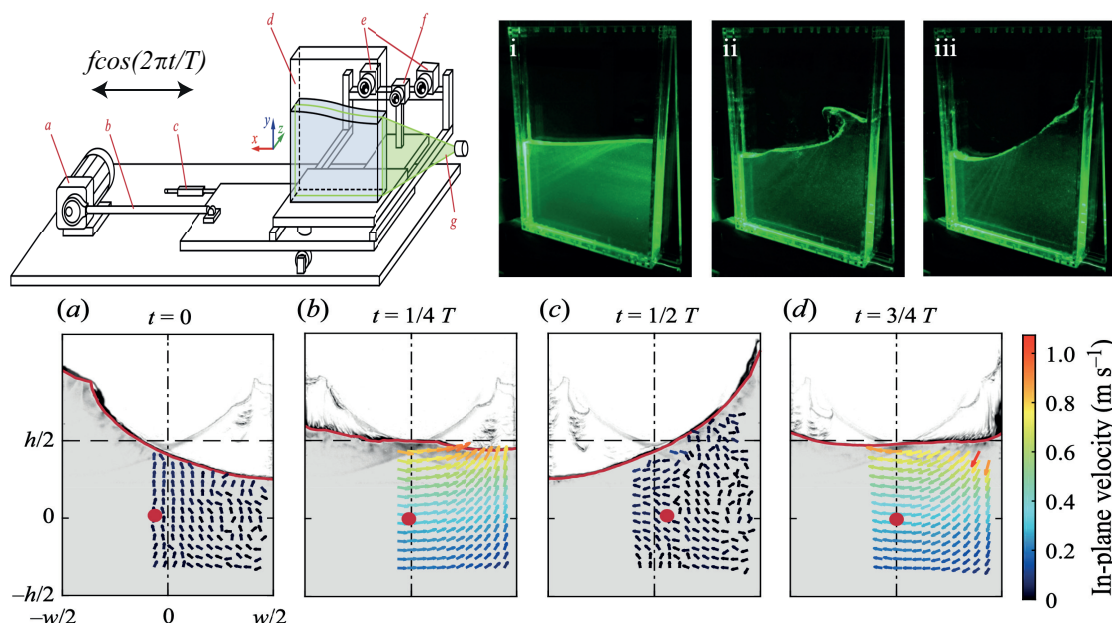 fcos(2πt/T)
a
b
c
d
e
f
g
x
y
z
i
ii
iii
(a)
t = 0
(b)
t = 1/4 T
(c)
t = 1/2 T
(d)
t = 3/4 T
h/2
0
–h/2
–w/2
0
w/2
1.0
0.8
0.6
0.4
0.2
0
In-plane velocity (m s⁻¹)